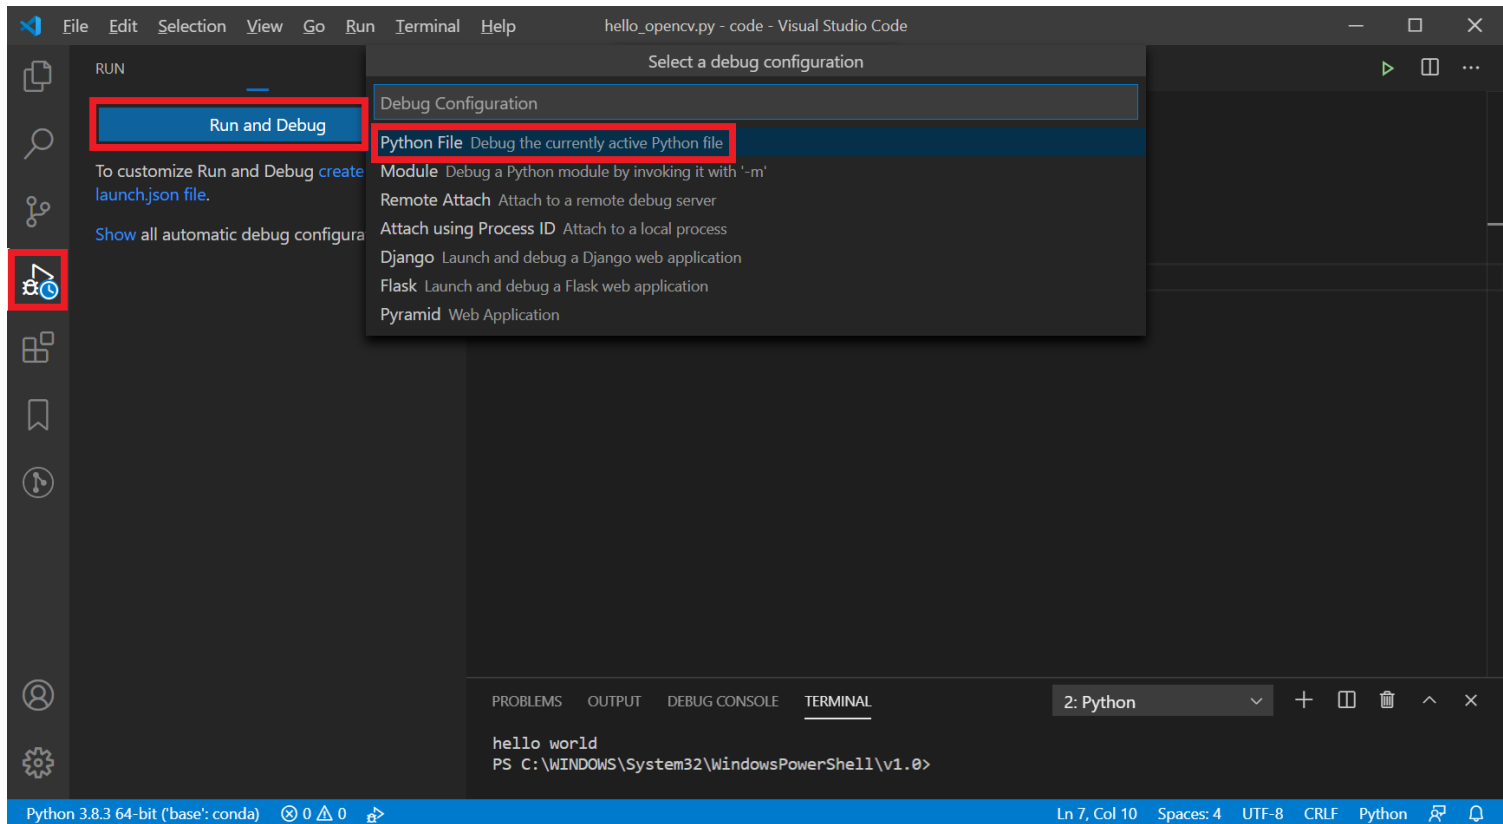 File Edit Selection View Go Run Terminal Help hello_opencv.py - code - Visual Studio Code
RUN
Run and Debug
To customize Run and Debug create
launch.json file.
Show all automatic debug configura
Select a debug configuration
Debug Configuration
Python File Debug the currently active Python file
Module Debug a Python module by invoking it with '-m'
Remote Attach Attach to a remote debug server
Attach using Process ID Attach to a local process
Django Launch and debug a Django web application
Flask Launch and debug a Flask web application
Pyramid Web Application
PROBLEMS OUTPUT DEBUG CONSOLE TERMINAL 2: Python
hello world
PS C:\WINDOWS\System32\WindowsPowerShell\v1.0>
Python 3.8.3 64-bit ('base': conda) 0 0 Ln 7, Col 10 Spaces: 4 UTF-8 CRLF Python